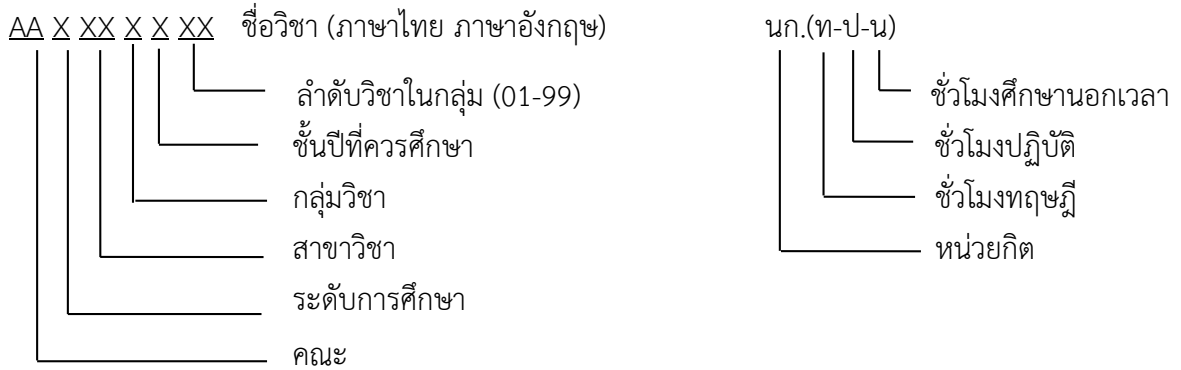 AA X XX X X XX ชื่อวิชา (ภาษาไทย ภาษาอังกฤษ) นก.(ท-ป-น)
ลำดับวิชาในกลุ่ม (01-99) ชั่วโมงศึกษานอกเวลา
ชั้นปีที่ควรศึกษา ชั่วโมงปฏิบัติ
กลุ่มวิชา ชั่วโมงทฤษฎี
สาขาวิชา หน่วยกิต
ระดับการศึกษา
คณะ